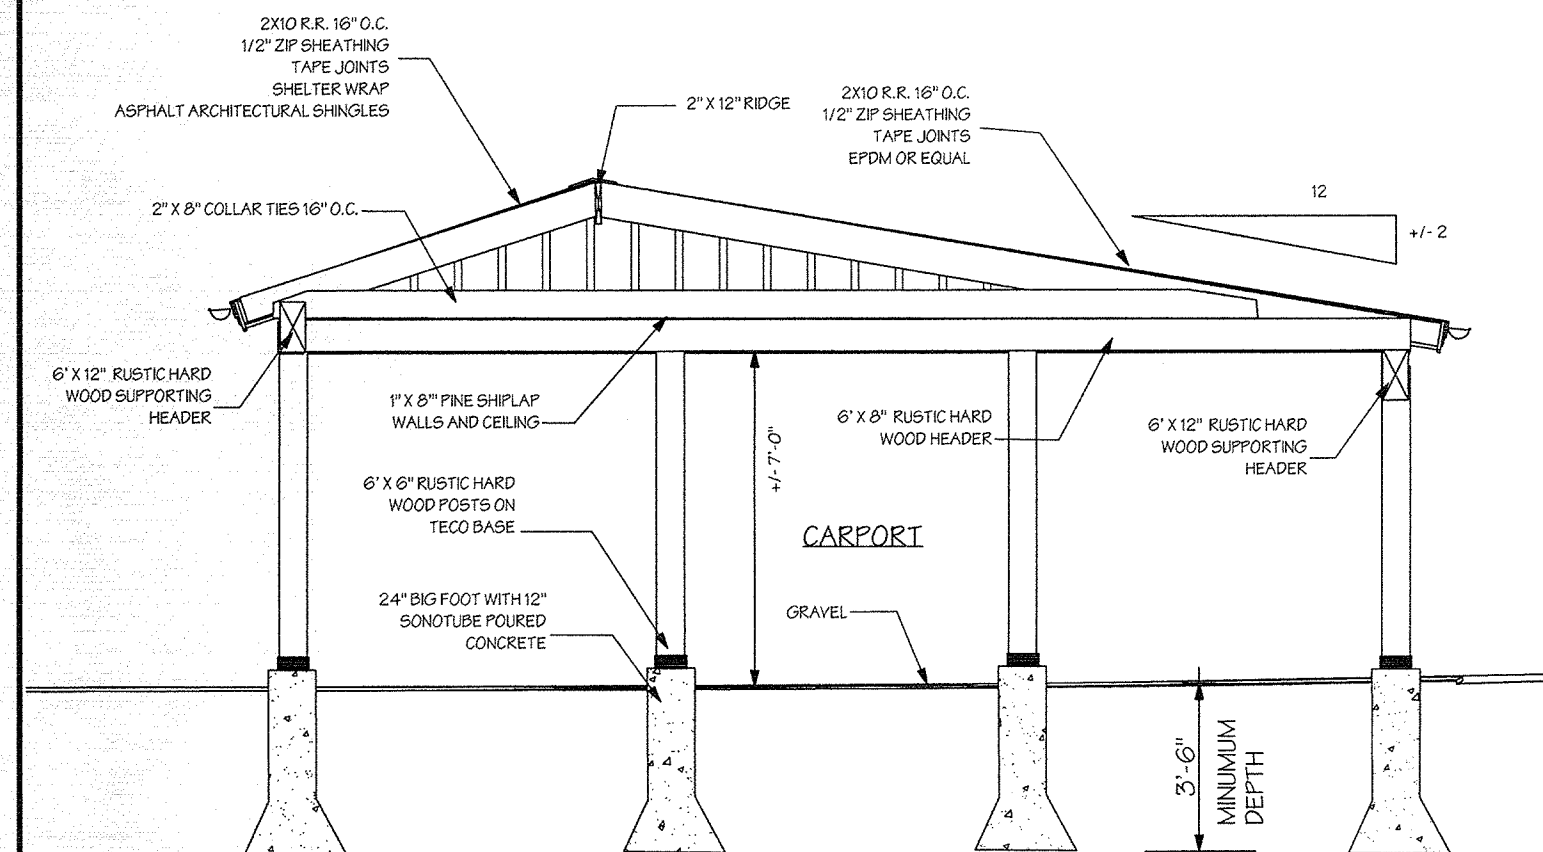 2X10 R.R. 16" O.C.
1/2" ZIP SHEATHING
TAPE JOINTS
SHELTER WRAP
ASPHALT ARCHITECTURAL SHINGLES
2" X 12" RIDGE
2X10 R.R. 16" O.C.
1/2" ZIP SHEATHING
TAPE JOINTS
EPDM OR EQUAL
12
+/- 2
2" X 8" COLLAR TIES 16" O.C.
6' X 12" RUSTIC HARD
WOOD SUPPORTING
HEADER
1" X 8"' PINE SHIPLAP
WALLS AND CEILING
+/- 7'-0"
6' X 8" RUSTIC HARD
WOOD HEADER
6' X 12" RUSTIC HARD
WOOD SUPPORTING
HEADER
6' X 6" RUSTIC HARD
WOOD POSTS ON
TECO BASE
CARPORT
24" BIG FOOT WITH 12"
SONOTUBE POURED
CONCRETE
GRAVEL
3'-6"
MINUMUM
DEPTH